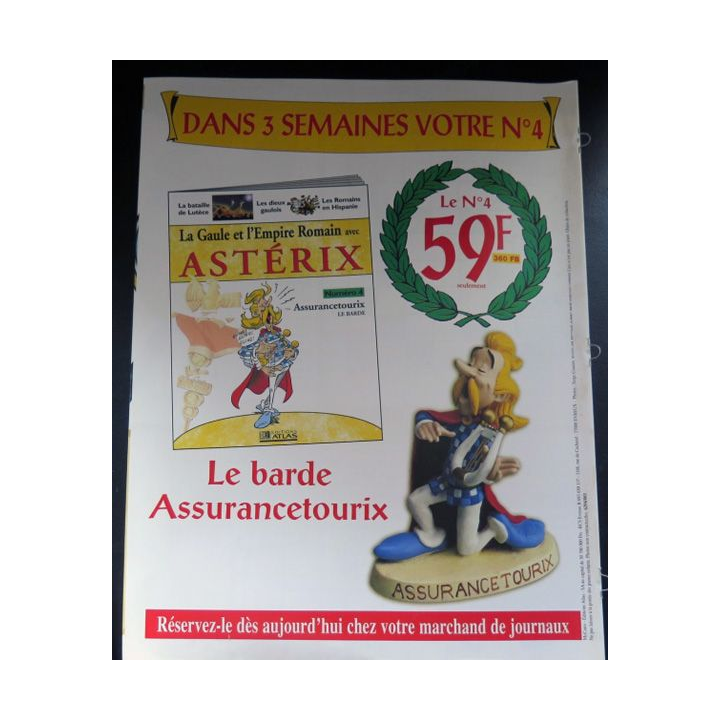 DANS 3 SEMAINES VOTRE N°4
La bataille
de Lutèce
Les dieux
gaulois
Les Romains
en Hispanie
La Gaule et l'Empire Romain avec
ASTÉRIX
Numéro 4
Assurancetourix
LE BARDE
EDITIONS
ATLAS
Le N°4
59F
360 FB
seulement
Le barde
Assurancetourix
ASSURANCETOURIX
Réservez-le dès aujourd'hui chez votre marchand de journaux